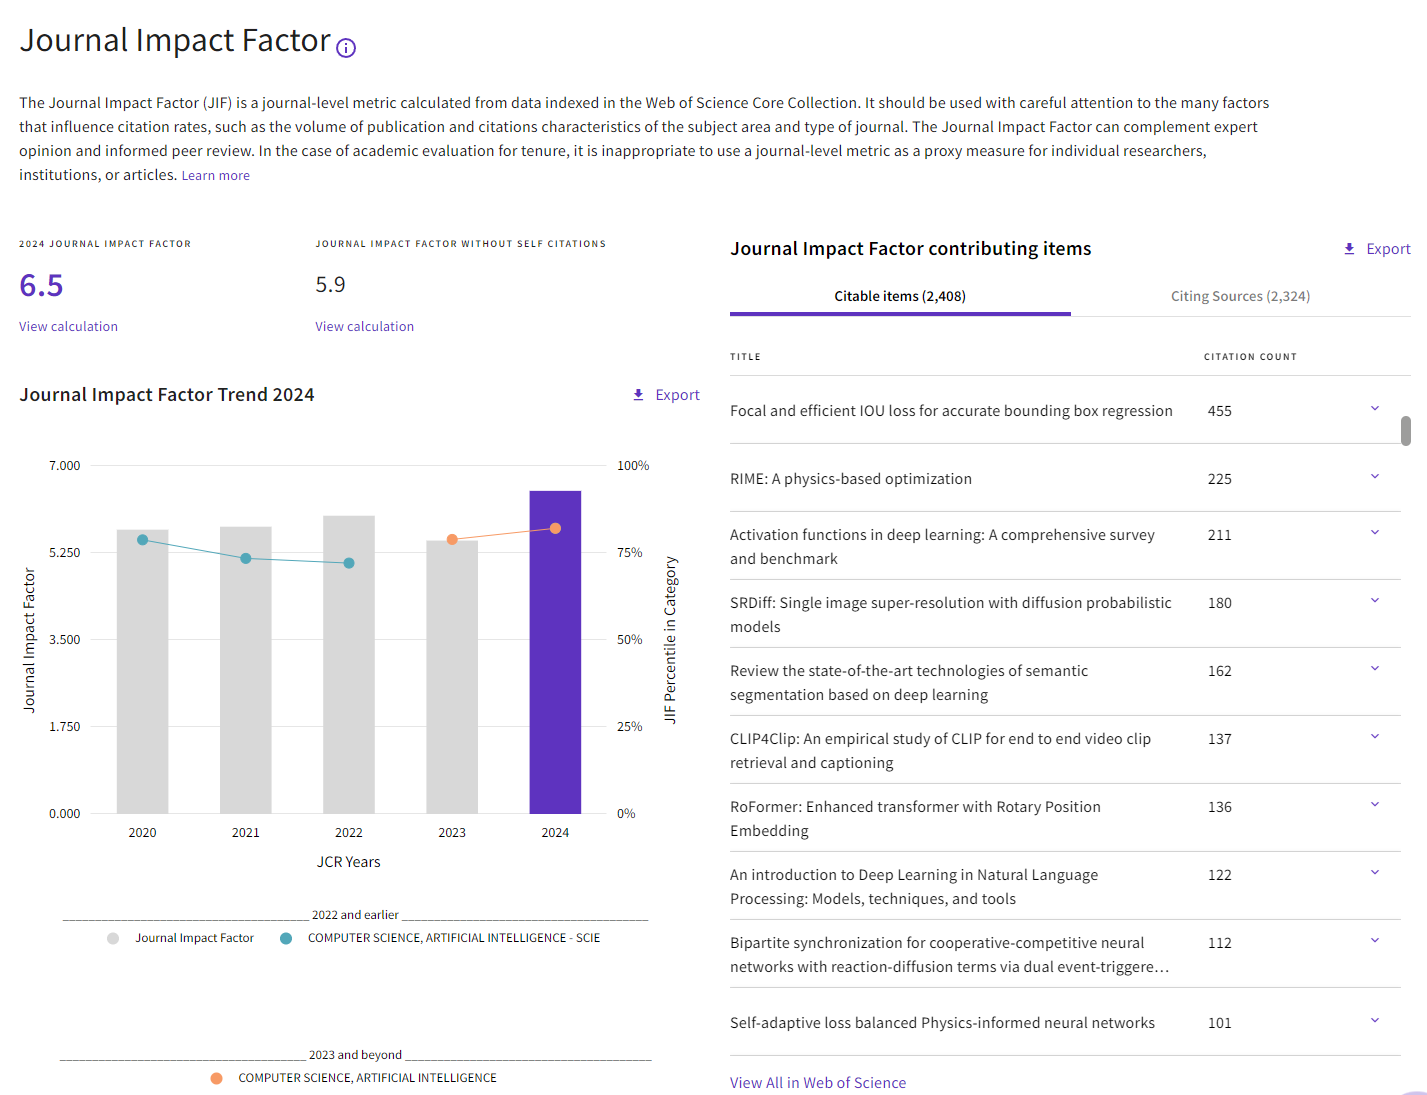 Journal Impact Factor
The Journal Impact Factor (JIF) is a journal-level metric calculated from data indexed in the Web of Science Core Collection. It should be used with careful attention to the many factors
that influence citation rates, such as the volume of publication and citations characteristics of the subject area and type of journal. The Journal Impact Factor can complement expert
opinion and informed peer review. In the case of academic evaluation for tenure, it is inappropriate to use a journal-level metric as a proxy measure for individual researchers,
institutions, or articles. Learn more
2024 JOURNAL IMPACT FACTOR
6.5
View calculation
JOURNAL IMPACT FACTOR WITHOUT SELF CITATIONS
5.9
View calculation
Journal Impact Factor Trend 2024
Export
7.000
5.250
3.500
1.750
0.000
Journal Impact Factor
100%
75%
50%
25%
0%
JIF Percentile in Category
2020 2021 2022 2023 2024
JCR Years
2022 and earlier
Journal Impact Factor
COMPUTER SCIENCE, ARTIFICIAL INTELLIGENCE - SCIE
2023 and beyond
COMPUTER SCIENCE, ARTIFICIAL INTELLIGENCE
Journal Impact Factor contributing items
Export
Citable items (2,408)
Citing Sources (2,324)
TITLE CITATION COUNT
Focal and efficient IOU loss for accurate bounding box regression 455
RIME: A physics-based optimization 225
Activation functions in deep learning: A comprehensive survey 211
and benchmark
SRDiff: Single image super-resolution with diffusion probabilistic 180
models
Review the state-of-the-art technologies of semantic 162
segmentation based on deep learning
CLIP4Clip: An empirical study of CLIP for end to end video clip 137
retrieval and captioning
RoFormer: Enhanced transformer with Rotary Position 136
Embedding
An introduction to Deep Learning in Natural Language 122
Processing: Models, techniques, and tools
Bipartite synchronization for cooperative-competitive neural 112
networks with reaction-diffusion terms via dual event-triggere…
Self-adaptive loss balanced Physics-informed neural networks 101
View All in Web of Science